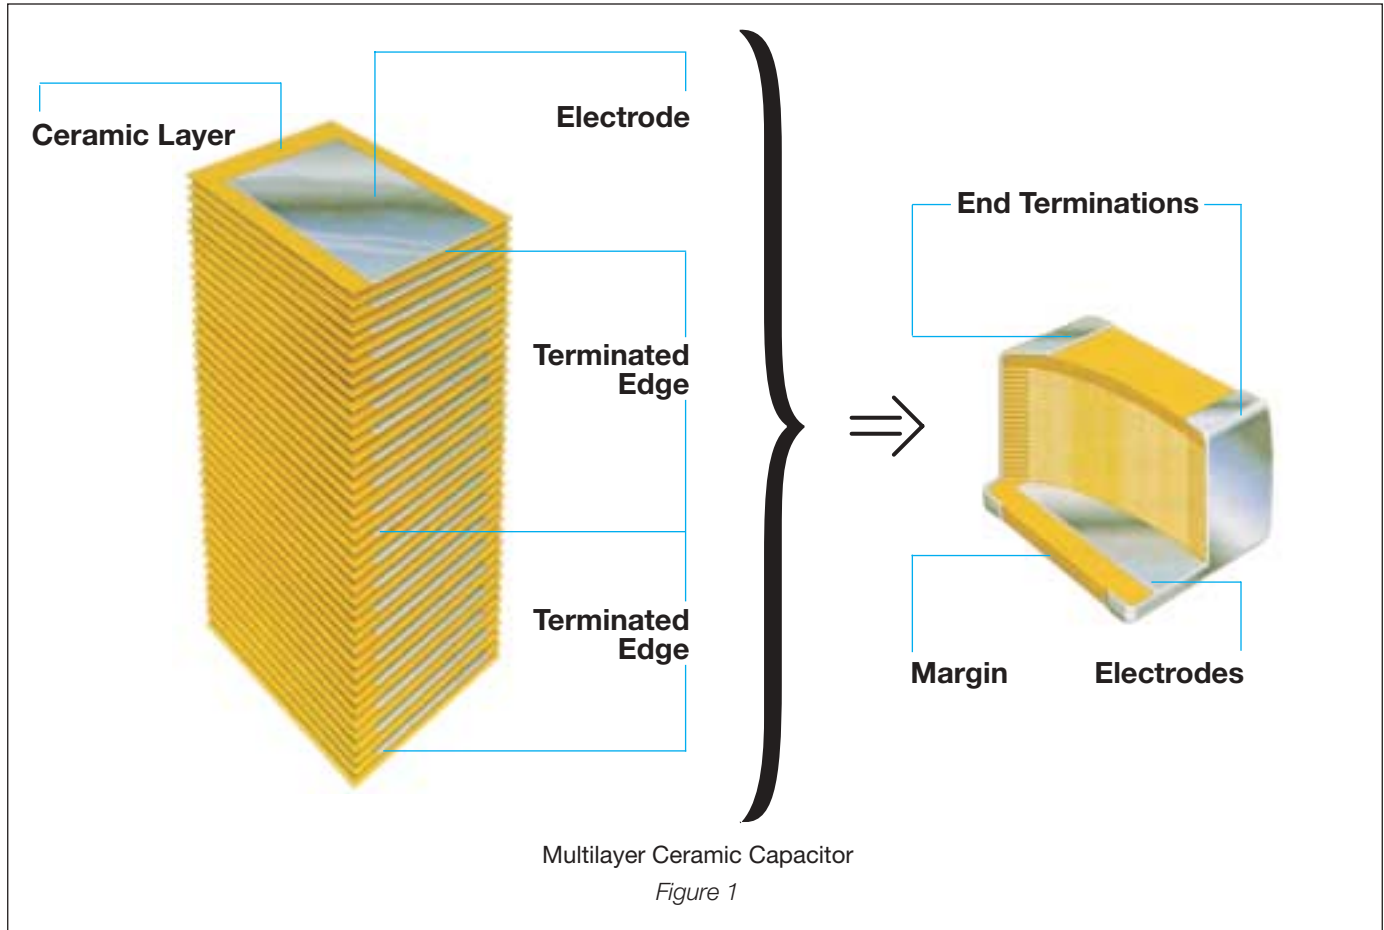 Ceramic Layer
Electrode
Terminated
Edge
Terminated
Edge
End Terminations
Margin
Electrodes
Multilayer Ceramic Capacitor
Figure 1